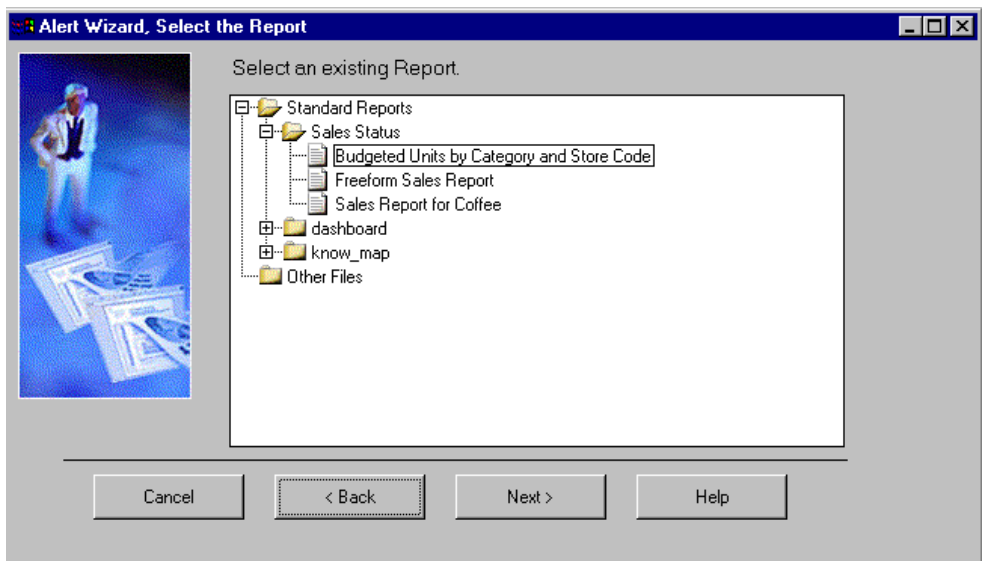 Alert Wizard, Select the Report
Select an existing Report.
Standard Reports
Sales Status
Budgeted Units by Category and Store Code
Freeform Sales Report
Sales Report for Coffee
dashboard
know_map
Other Files
Cancel
< Back
Next >
Help